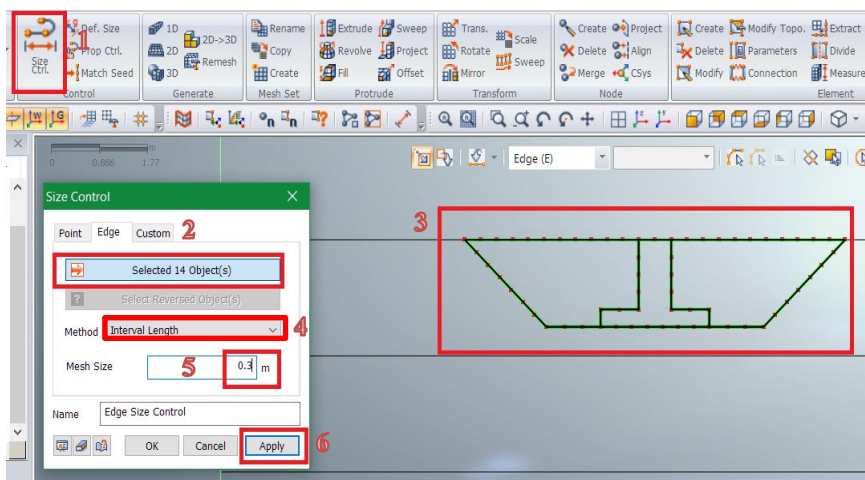 Size Ctrl.
1
Def. Size
Prop Ctrl.
Match Seed
Control
1D
2D
3D
2D->3D
Remesh
Generate
Rename
Copy
Create
Mesh Set
Extrude
Sweep
Revolve
Project
Fill
Offset
Protrude
Trans.
Scale
Rotate
Sweep
Mirror
Transform
Create
Project
Delete
Align
Merge
CSys
Node
Create
Modify Topo.
Extract
Delete
Parameters
Divide
Modify
Connection
Measure
Element
m
0 0.886 1.77
Edge (E)
Size Control
Point Edge Custom 2
3
Selected 14 Object(s)
Select Reversed Object(s)
Method Interval Length 4
Mesh Size 5 0.3 m
Name Edge Size Control
OK Cancel Apply 6